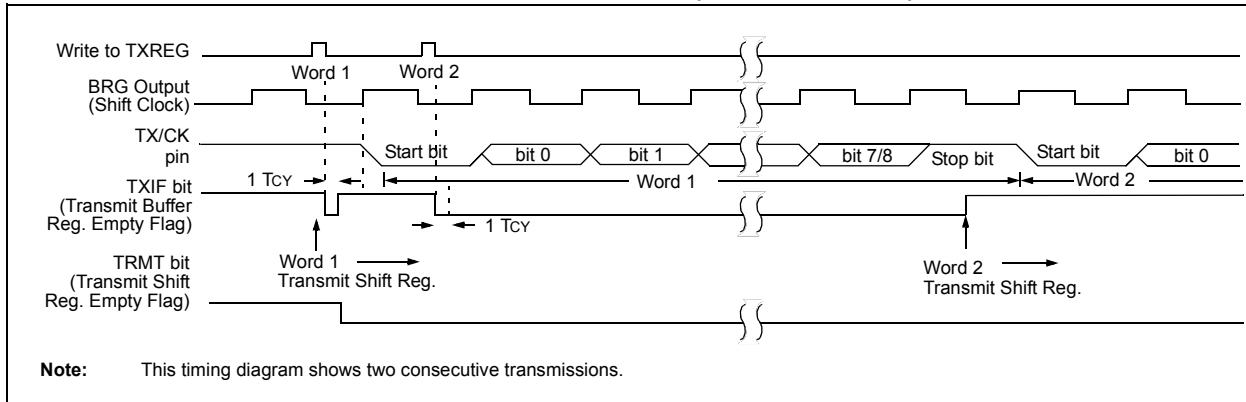 Write to TXREG
Word 1 Word 2
BRG Output
(Shift Clock)
TX/CK
pin
Start bit bit 0 bit 1 bit 7/8 Stop bit Start bit bit 0
1 TCY
Word 1 Word 2
TXIF bit
(Transmit Buffer
Reg. Empty Flag)
1 TCY
Word 1
Transmit Shift Reg.
Word 2
Transmit Shift Reg.
TRMT bit
(Transmit Shift
Reg. Empty Flag)
Note: This timing diagram shows two consecutive transmissions.